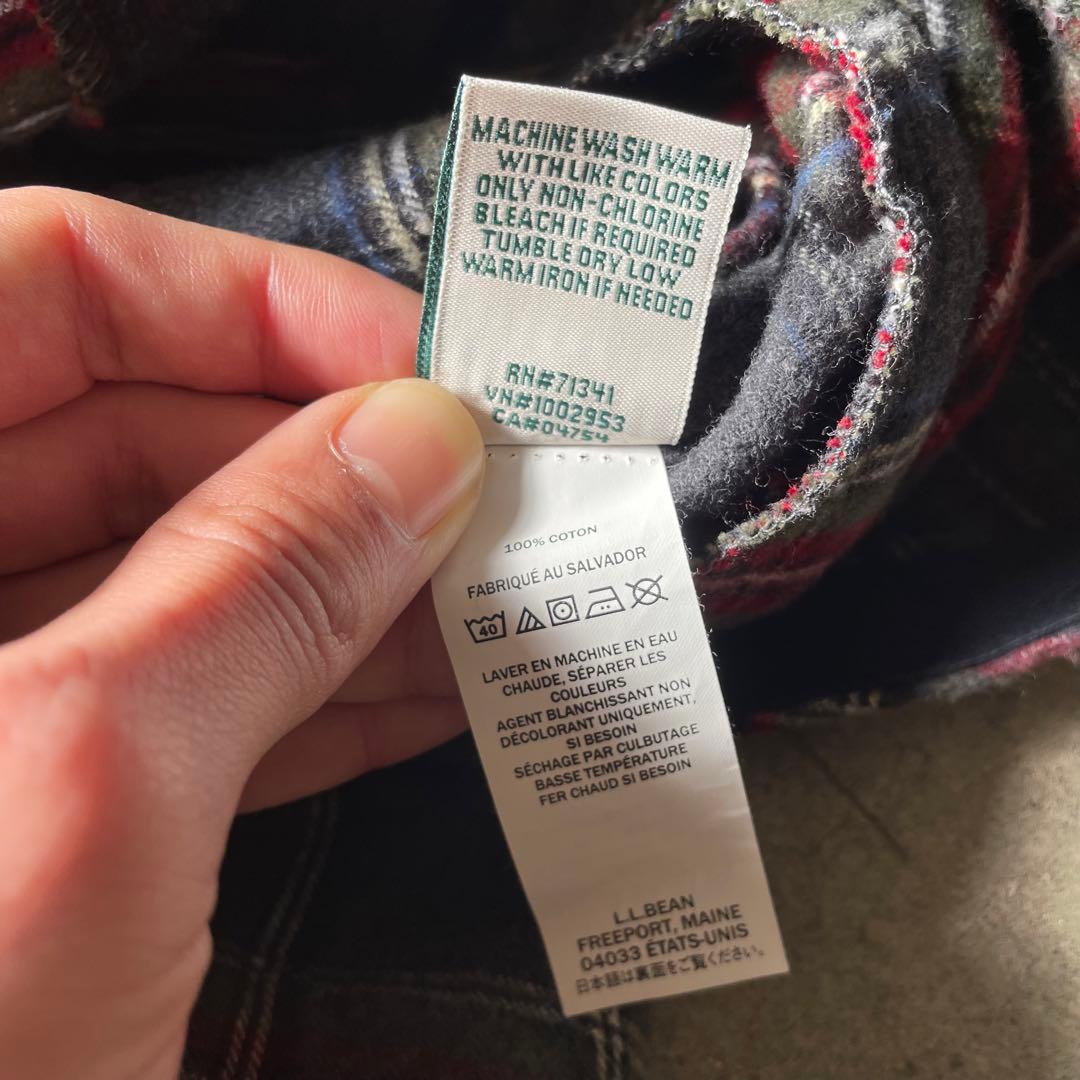 MACHINE WASH WARM
WITH LIKE COLORS
ONLY NON-CHLORINE
BLEACH IF REQUIRED
TUMBLE DRY LOW
WARM IRON IF NEEDED
RN#71341
VN#1002953
CA#04754
100% COTON
FABRIQUÉ AU SALVADOR
40
LAVER EN MACHINE EN EAU
CHAUDE, SÉPARER LES
COULEURS
AGENT BLANCHISSANT NON
DÉCOLORANT UNIQUEMENT,
SI BESOIN
SÉCHAGE PAR CULBUTAGE
BASSE TEMPÉRATURE
FER CHAUD SI BESOIN
L.L.BEAN
FREEPORT, MAINE
04033 ÉTATS-UNIS
日本語は裏面をご覧ください。